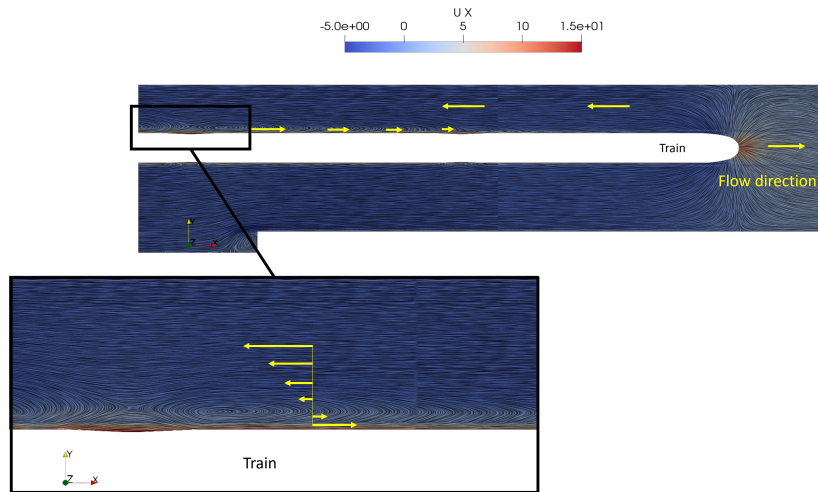 U X
-5.0e+00 0 5 10 1.5e+01
Train
Flow direction
Y
Z X
Train
Y
Z X